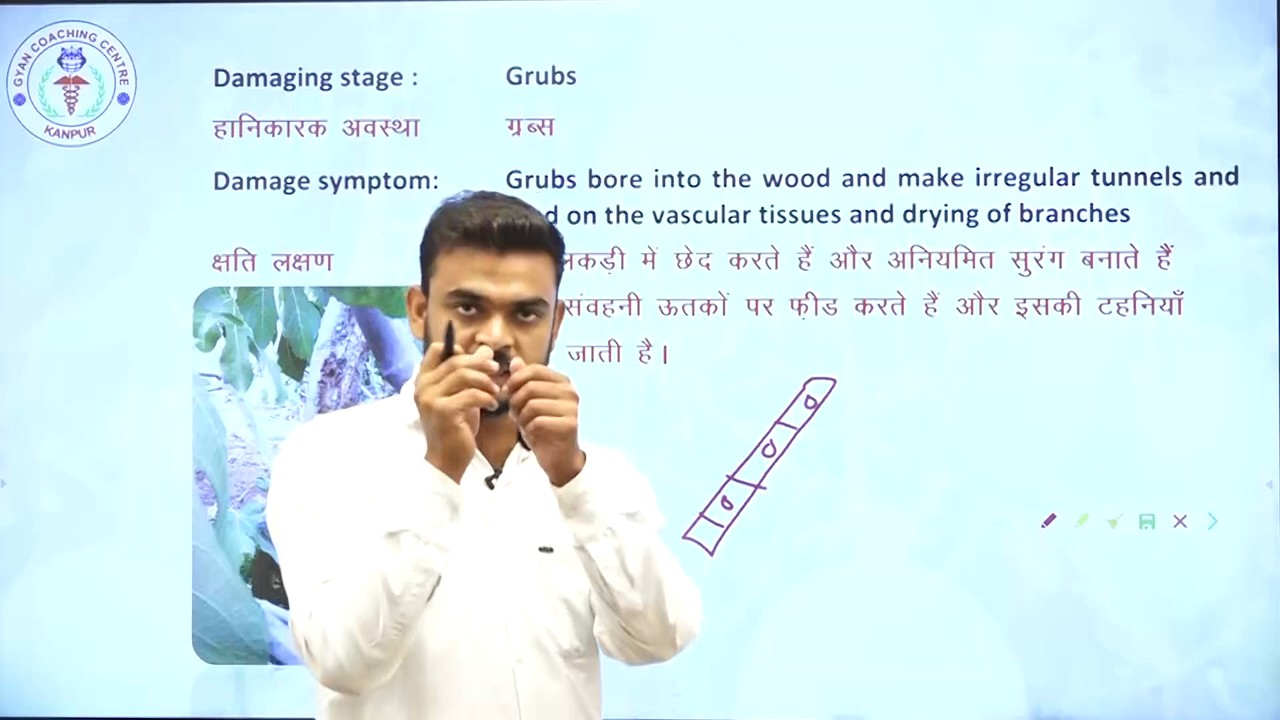 GYAN COACHING CENTRE
KANPUR
Damaging stage : Grubs
हानिकारक अवस्था ग्रब्स
Damage symptom: Grubs bore into the wood and make irregular tunnels and
on the vascular tissues and drying of branches
क्षति लक्षण में छेद करते हैं और अनियमित सुरंग बनाते हैं
संवहनी ऊतकों पर फ़ीड करते हैं और इसकी टहनियाँ
जाती है।